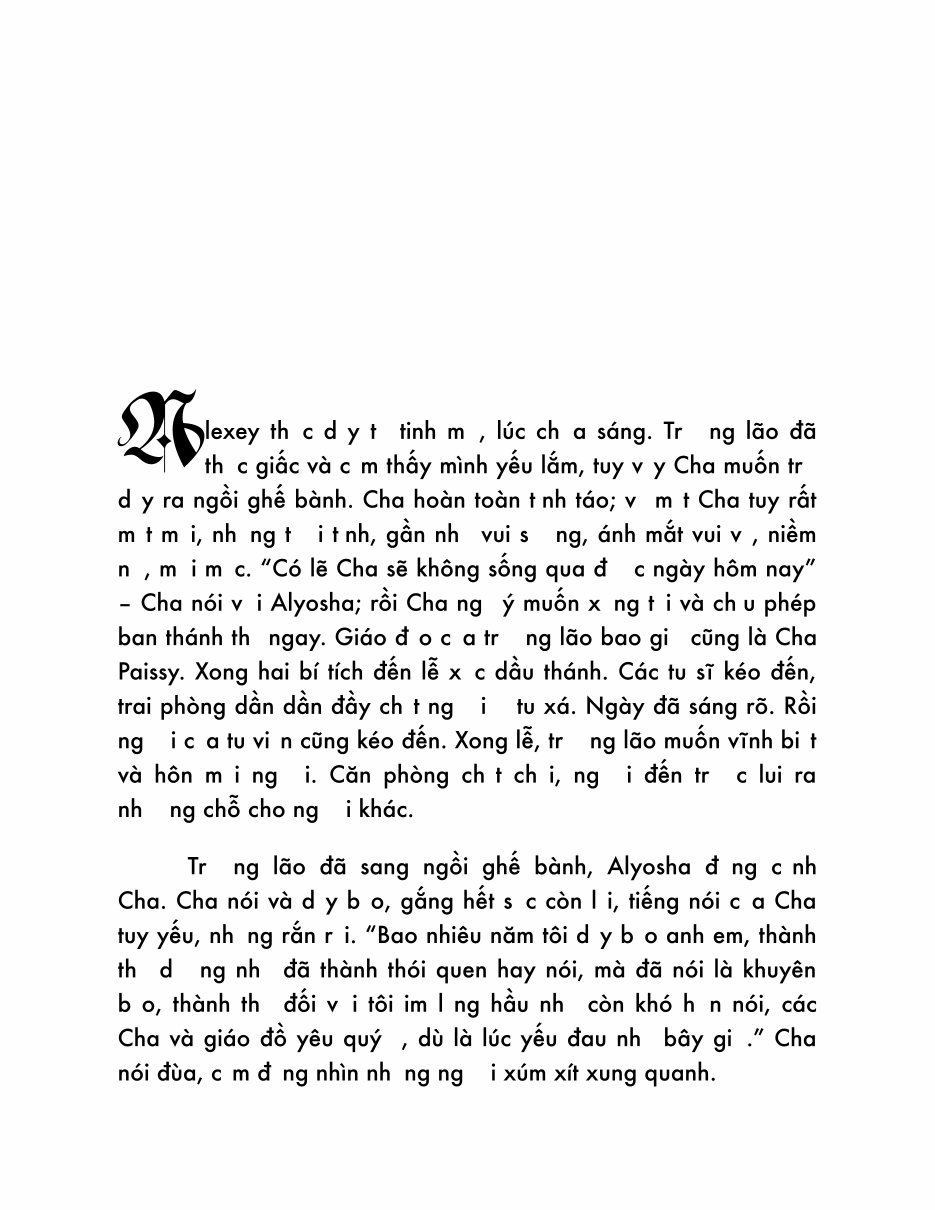 Alexey th c d y t tinh m , lúc ch a sáng. Tr ng lão đã
th c giấc và c m thấy mình yếu lắm, tuy v y Cha muốn tr
d y ra ngồi ghế bành. Cha hoàn toàn t nh táo; v m t Cha tuy rất
m t m i, nh ng t i t nh, gần nh vui s ng, ánh mắt vui v , niềm
n , m i m c. “Có lẽ Cha sẽ không sống qua đ c ngày hôm nay”
– Cha nói v i Alyosha; rồi Cha ng ý muốn x ng t i và ch u phép
ban thánh th ngay. Giáo đ o c a tr ng lão bao gi cũng là Cha
Paissy. Xong hai bí tích đến lễ x c dầu thánh. Các tu sĩ kéo đến,
trai phòng dần dần đầy ch t ng i tu xá. Ngày đã sáng rõ. Rồi
ng i c a tu vi n cũng kéo đến. Xong lễ, tr ng lão muốn vĩnh bi t
và hôn m i ng i. Căn phòng ch t ch i, ng i đến tr c lui ra
nh ng chỗ cho ng i khác.
Tr ng lão đã sang ngồi ghế bành, Alyosha đ ng c nh
Cha. Cha nói và d y b o, gắng hết s c còn l i, tiếng nói c a Cha
tuy yếu, nh ng rắn r i. “Bao nhiêu năm tôi d y b o anh em, thành
th d ng nh đã thành thói quen hay nói, mà đã nói là khuyên
b o, thành th đối v i tôi im l ng hầu nh còn khó h n nói, các
Cha và giáo đồ yêu quý , dù là lúc yếu đau nh bây gi .” Cha
nói đùa, c m đ ng nhìn nh ng ng i xúm xít xung quanh.